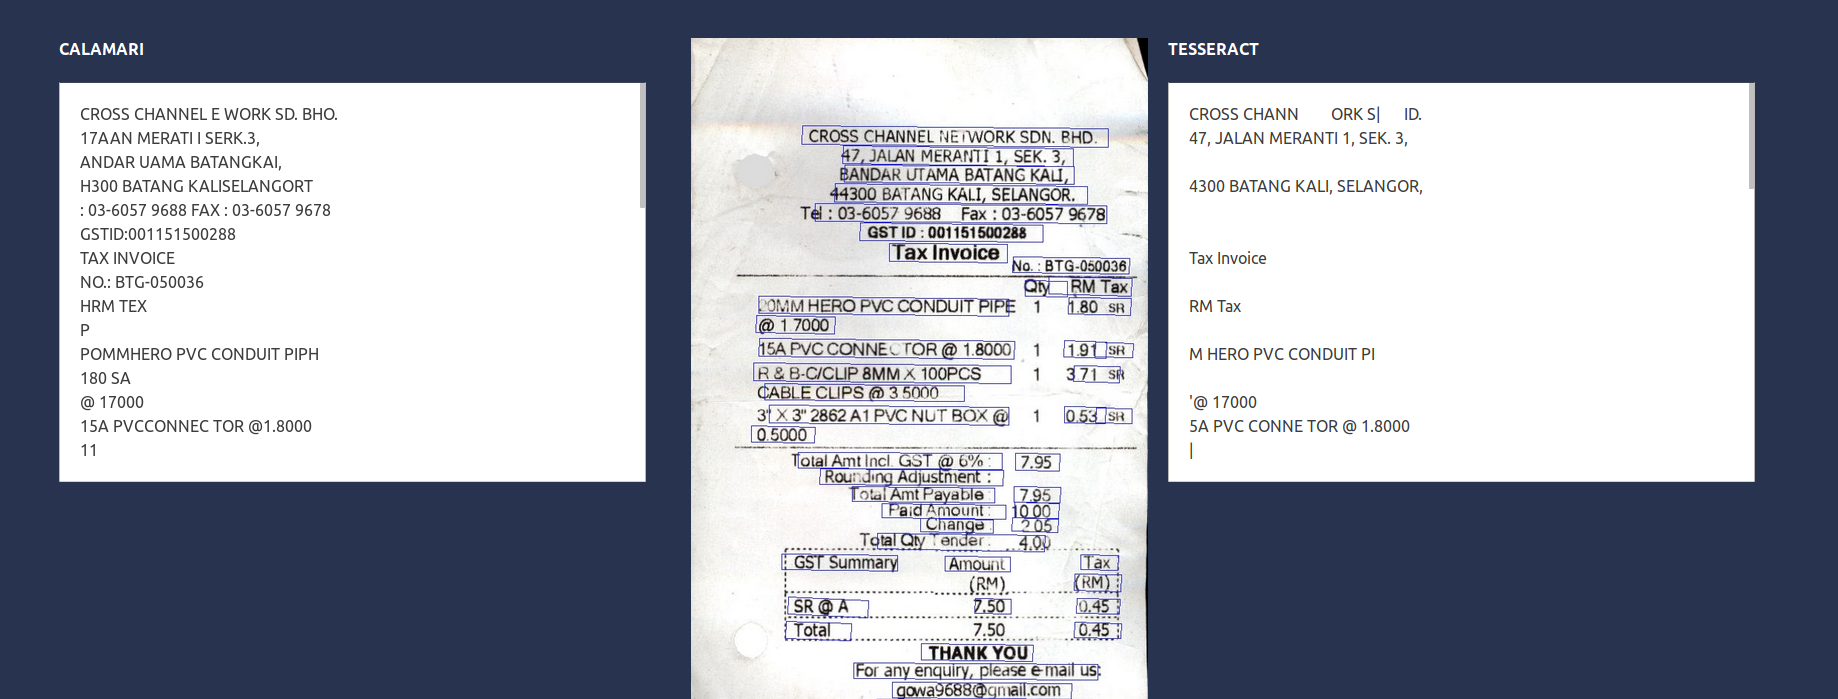 CALAMARI
CROSS CHANNEL E WORK SD. BHO.
17AAN MERATI I SERK.3,
ANDAR UAMA BATANGKAI,
H300 BATANG KALISELANGORT
: 03-6057 9688 FAX : 03-6057 9678
GSTID:001151500288
TAX INVOICE
NO.: BTG-050036
HRM TEX
P
POMMHERO PVC CONDUIT PIPH
180 SA
@ 17000
15A PVCCONNEC TOR @1.8000
11
CROSS CHANNEL NETWORK SDN. BHD.
47, JALAN MERANTI 1, SEK. 3,
BANDAR UTAMA BATANG KALI,
44300 BATANG KALI, SELANGOR.
Tel : 03-6057 9688 Fax : 03-6057 9678
GST ID : 001151500288
Tax Invoice
No. : BTG-050036
Qty RM Tax
20MM HERO PVC CONDUIT PIPE 1 1.80 SR
@ 1.7000
15A PVC CONNECTOR @ 1.8000 1 1.91 SR
R & B-C/CLIP 8MM X 100PCS 1 3.71 SR
CABLE CLIPS @ 3.5000
3" X 3" 2862 A1 PVC NUT BOX @ 1 0.53 SR
0.5000
Total Amt Incl. GST @ 6% : 7.95
Rounding Adjustment :
Total Amt Payable : 7.95
Paid Amount : 10.00
Change : 2.05
Total Qty Tender : 4.00
GST Summary Amount Tax
(RM) (RM)
SR @ A 7.50 0.45
Total 7.50 0.45
THANK YOU
For any enquiry, please e-mail us:
gowa9688@gmail.com
TESSERACT
CROSS CHANN ORK S| ID.
47, JALAN MERANTI 1, SEK. 3,
4300 BATANG KALI, SELANGOR,
Tax Invoice
RM Tax
M HERO PVC CONDUIT PI
'@ 17000
5A PVC CONNE TOR @ 1.8000
|